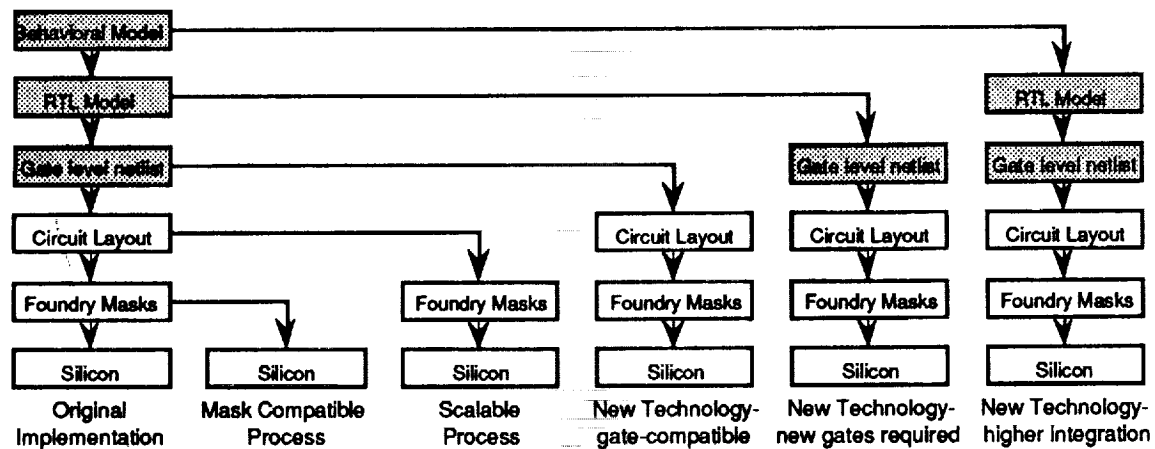 Behavioral Model
RTL Model
RTL Model
Gate level netlist
Gate level netlist
Gate level netlist
Circuit Layout
Circuit Layout
Circuit Layout
Circuit Layout
Foundry Masks
Foundry Masks
Foundry Masks
Foundry Masks
Foundry Masks
Silicon
Silicon
Silicon
Silicon
Silicon
Silicon
Original
Implementation
Mask Compatible
Process
Scalable
Process
New Technology-
gate-compatible
New Technology-
new gates required
New Technology-
higher integration